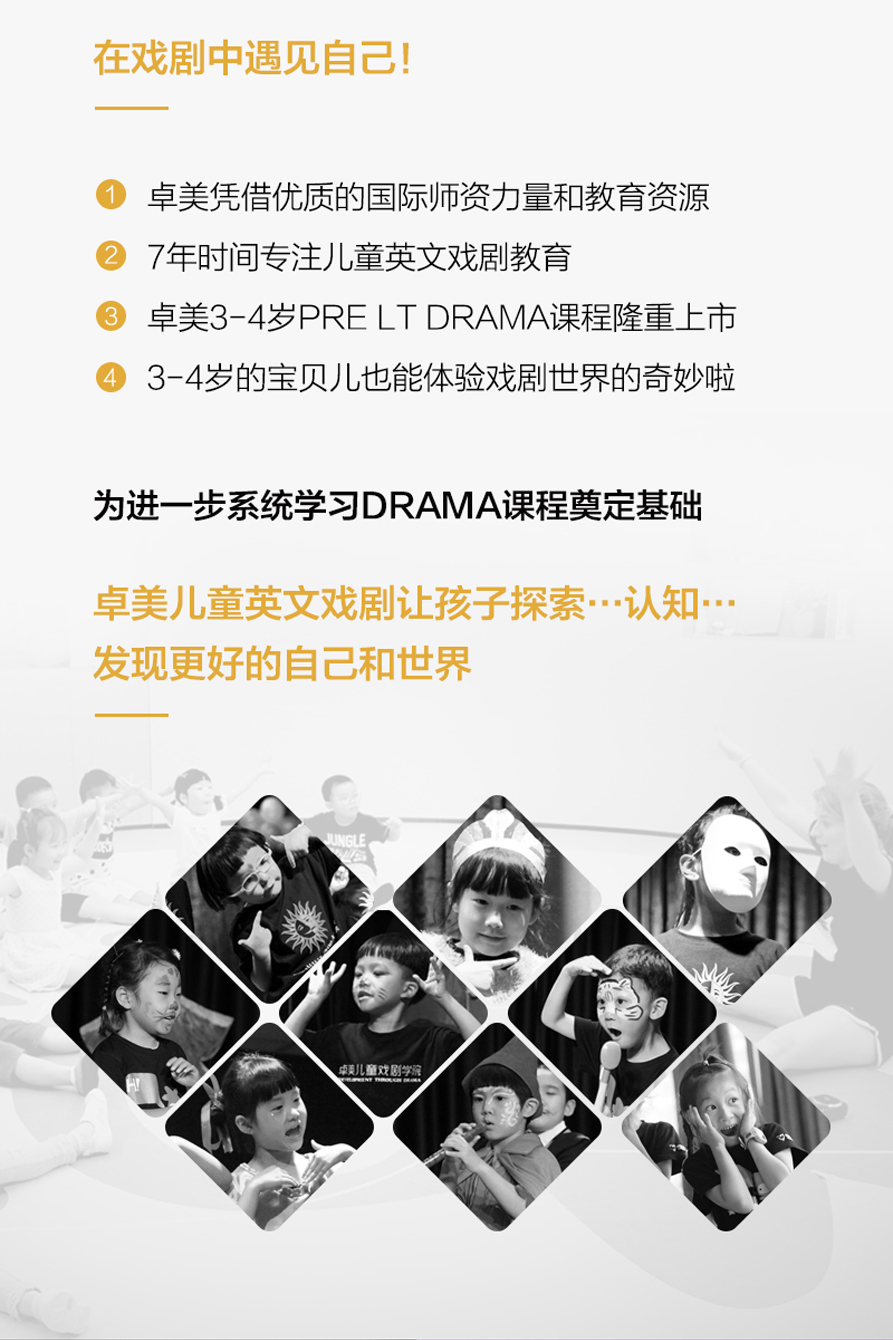 在戏剧中遇见自己!
1 卓美凭借优质的国际师资力量和教育资源
2 7年时间专注儿童英文戏剧教育
3 卓美3-4岁PRE LT DRAMA课程隆重上市
4 3-4岁的宝贝儿也能体验戏剧世界的奇妙啦
为进一步系统学习DRAMA课程奠定基础
卓美儿童英文戏剧让孩子探索…认知…
发现更好的自己和世界
JUNGLE
卓美儿童戏剧学院
DEVELOPMENT THROUGH DRAMA
H!